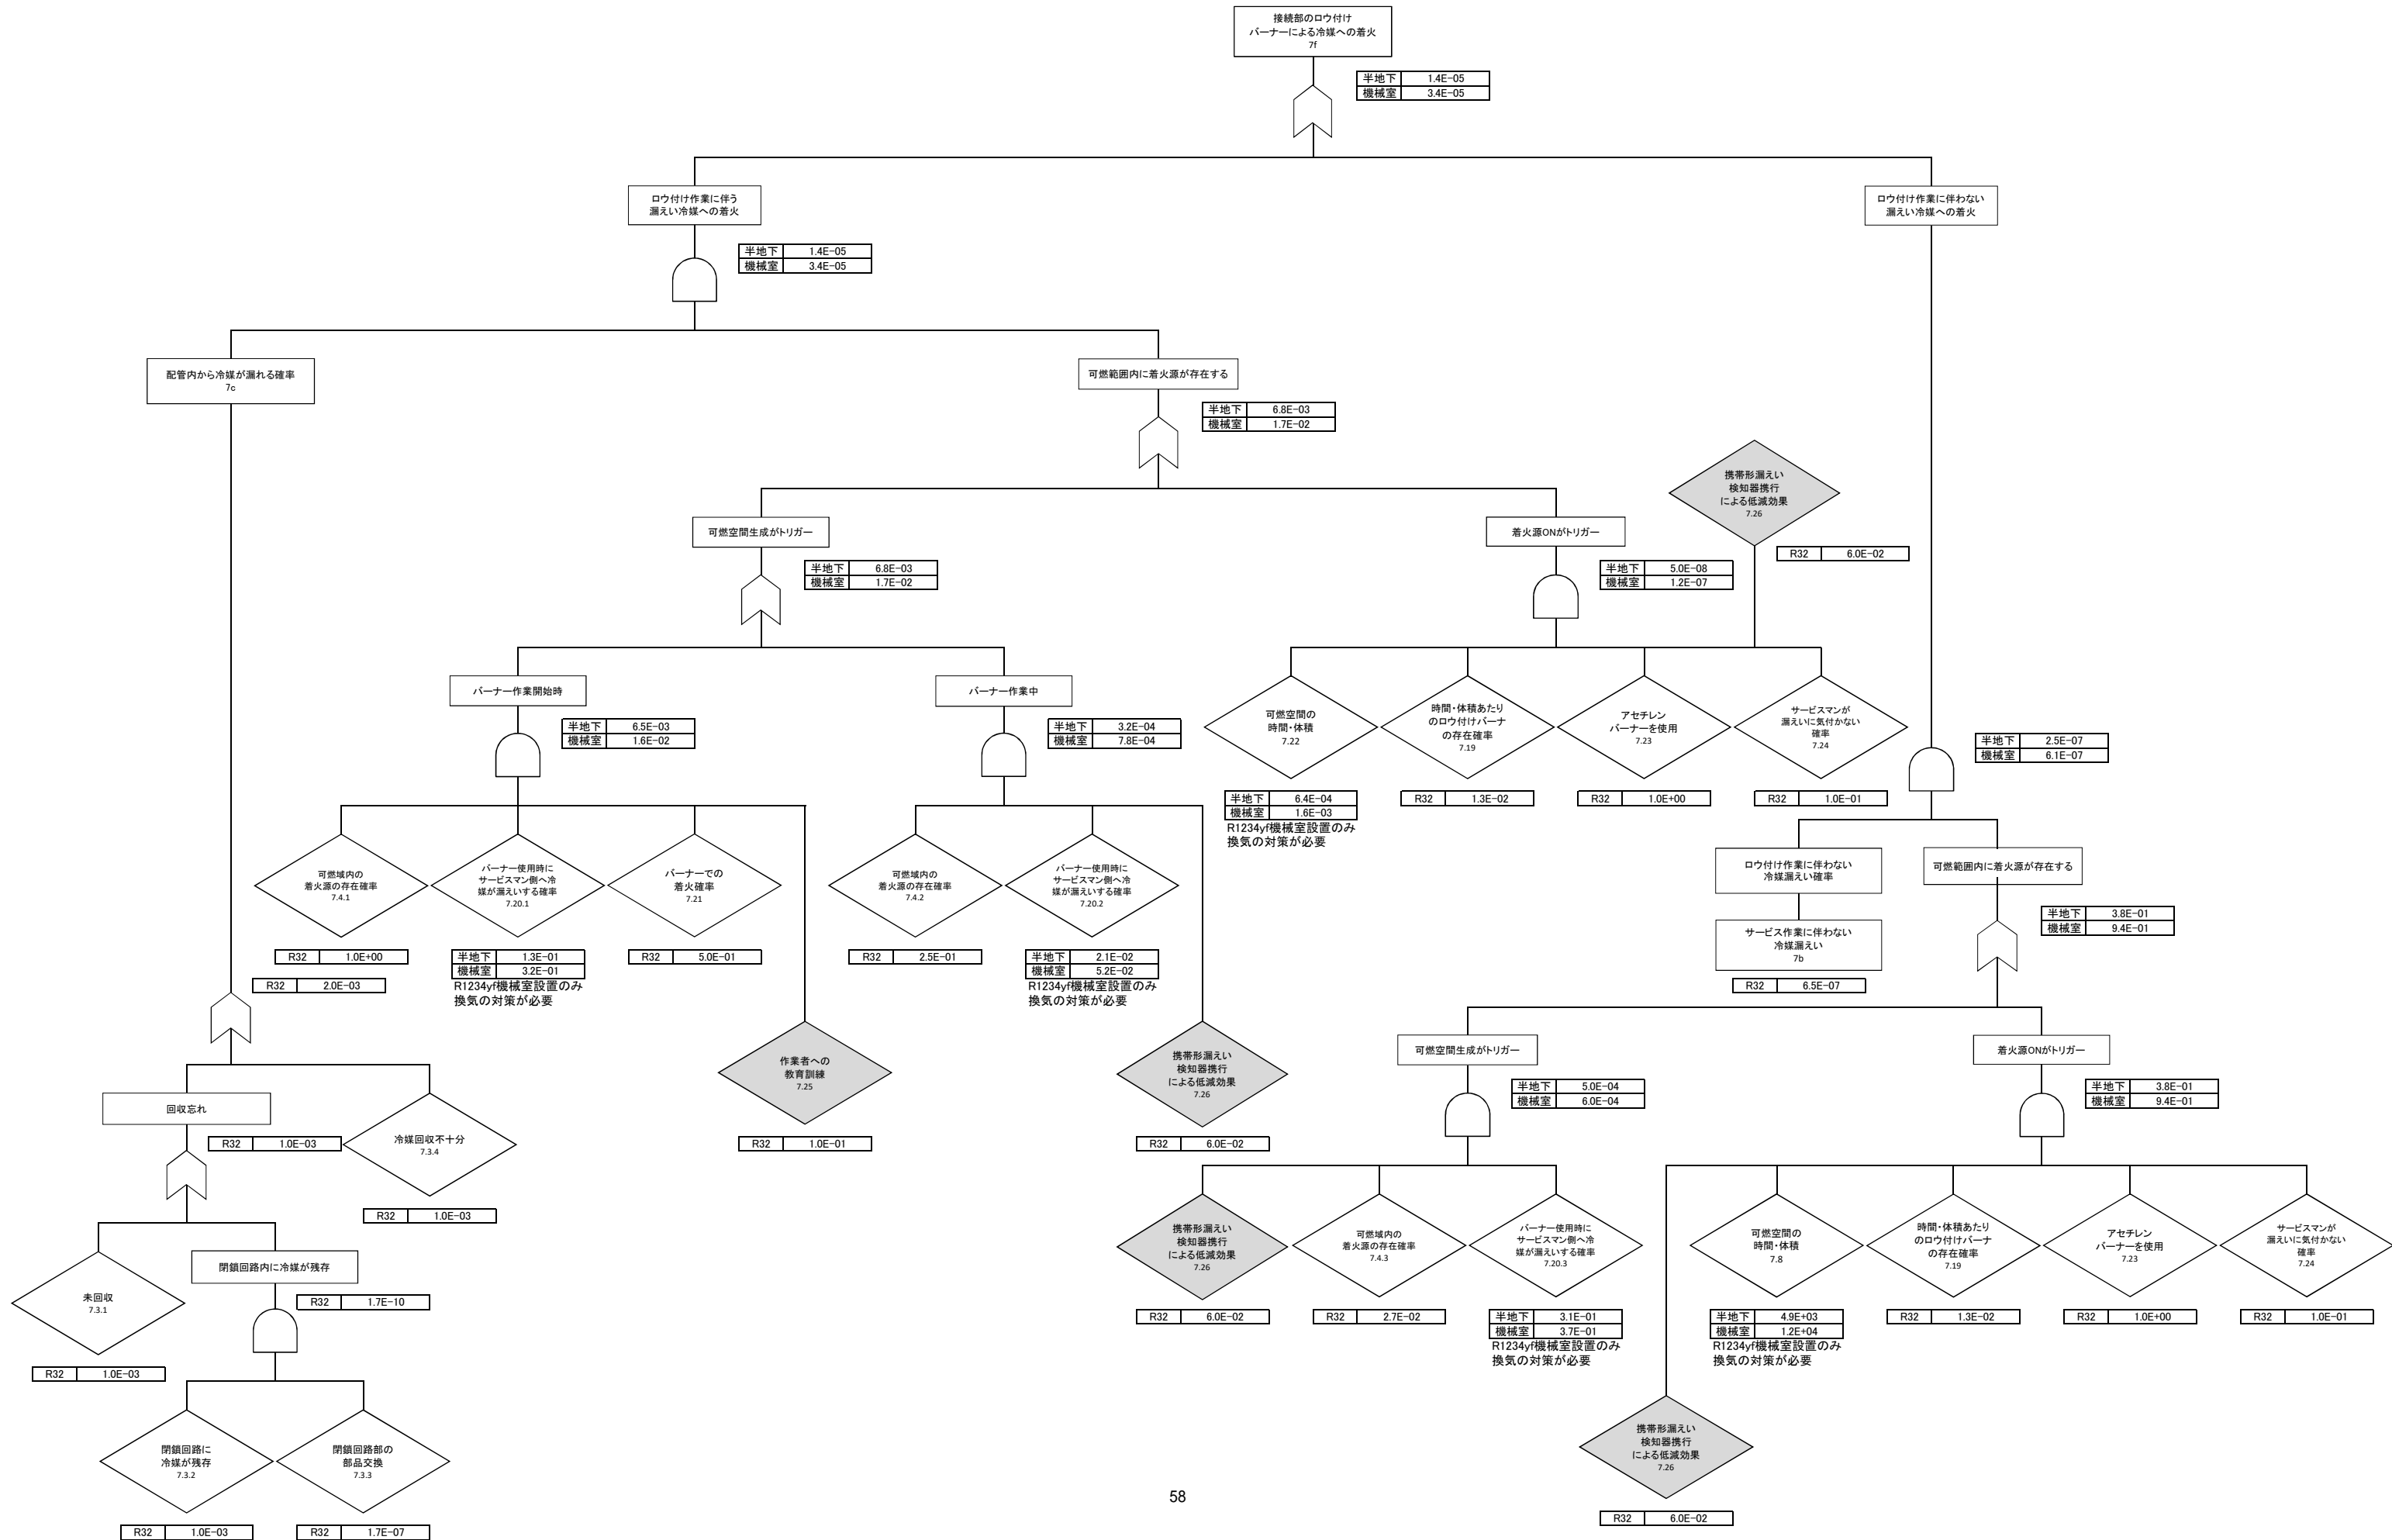 接続部のロウ付け
バーナーによる冷媒への着火
7f
半地下 1.4E-05
機械室 3.4E-05
ロウ付け作業に伴う
漏えい冷媒への着火
半地下 1.4E-05
機械室 3.4E-05
ロウ付け作業に伴わない
漏えい冷媒への着火
配管内から冷媒が漏れる確率
7c
可燃範囲内に着火源が存在する
半地下 6.8E-03
機械室 1.7E-02
可燃空間生成がトリガー
半地下 6.8E-03
機械室 1.7E-02
着火源ONがトリガー
半地下 5.0E-08
機械室 1.2E-07
携帯形漏えい
検知器携行
による低減効果
7.26
R32 6.0E-02
バーナー作業開始時
半地下 6.5E-03
機械室 1.6E-02
バーナー作業中
半地下 3.2E-04
機械室 7.8E-04
可燃空間の
時間・体積
7.22
半地下 6.4E-04
機械室 1.6E-03
R1234yf機械室設置のみ
換気の対策が必要
時間・体積あたり
のロウ付けバーナ
の存在確率
7.19
R32 1.3E-02
アセチレン
バーナーを使用
7.23
R32 1.0E+00
サービスマンが
漏えいに気付かない
確率
7.24
R32 1.0E-01
半地下 2.5E-07
機械室 6.1E-07
可燃域内の
着火源の存在確率
7.4.1
R32 1.0E+00
バーナー使用時に
サービスマン側へ冷
媒が漏えいする確率
7.20.1
半地下 1.3E-01
機械室 3.2E-01
R1234yf機械室設置のみ
換気の対策が必要
バーナーでの
着火確率
7.21
R32 5.0E-01
可燃域内の
着火源の存在確率
7.4.2
R32 2.5E-01
バーナー使用時に
サービスマン側へ冷
媒が漏えいする確率
7.20.2
半地下 2.1E-02
機械室 5.2E-02
R1234yf機械室設置のみ
換気の対策が必要
ロウ付け作業に伴わない
冷媒漏えい確率
サービス作業に伴わない
冷媒漏えい
7b
R32 6.5E-07
可燃範囲内に着火源が存在する
半地下 3.8E-01
機械室 9.4E-01
R32 2.0E-03
作業者への
教育訓練
7.25
R32 1.0E-01
携帯形漏えい
検知器携行
による低減効果
7.26
R32 6.0E-02
可燃空間生成がトリガー
半地下 5.0E-04
機械室 6.0E-04
着火源ONがトリガー
半地下 3.8E-01
機械室 9.4E-01
回収忘れ
R32 1.0E-03
冷媒回収不十分
7.3.4
R32 1.0E-03
携帯形漏えい
検知器携行
による低減効果
7.26
R32 6.0E-02
可燃域内の
着火源の存在確率
7.4.3
R32 2.7E-02
バーナー使用時に
サービスマン側へ冷
媒が漏えいする確率
7.20.3
半地下 3.1E-01
機械室 3.7E-01
R1234yf機械室設置のみ
換気の対策が必要
可燃空間の
時間・体積
7.8
半地下 4.9E+03
機械室 1.2E+04
R1234yf機械室設置のみ
換気の対策が必要
時間・体積あたり
のロウ付けバーナ
の存在確率
7.19
R32 1.3E-02
アセチレン
バーナーを使用
7.23
R32 1.0E+00
サービスマンが
漏えいに気付かない
確率
7.24
R32 1.0E-01
未回収
7.3.1
R32 1.0E-03
閉鎖回路内に冷媒が残存
R32 1.7E-10
閉鎖回路に
冷媒が残存
7.3.2
R32 1.0E-03
閉鎖回路部の
部品交換
7.3.3
R32 1.7E-07
携帯形漏えい
検知器携行
による低減効果
7.26
R32 6.0E-02
58